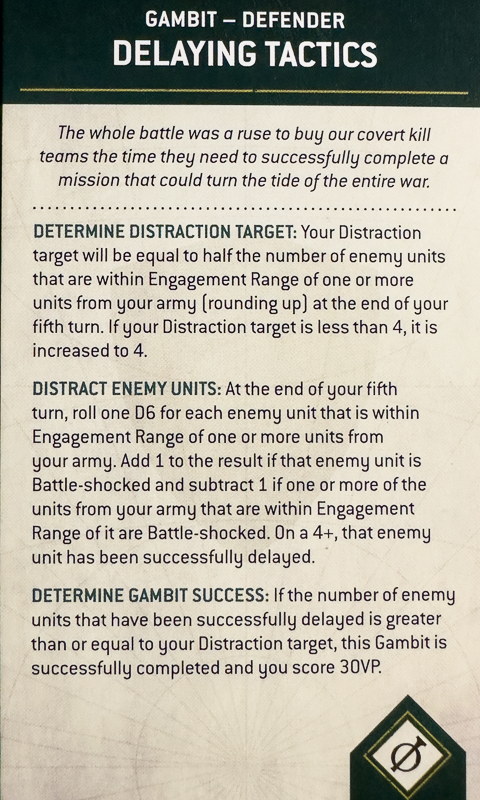 GAMBIT – DEFENDER
DELAYING TACTICS
The whole battle was a ruse to buy our covert kill
teams the time they need to successfully complete a
mission that could turn the tide of the entire war.
DETERMINE DISTRACTION TARGET: Your Distraction
target will be equal to half the number of enemy units
that are within Engagement Range of one or more
units from your army (rounding up) at the end of your
fifth turn. If your Distraction target is less than 4, it is
increased to 4.
DISTRACT ENEMY UNITS: At the end of your fifth
turn, roll one D6 for each enemy unit that is within
Engagement Range of one or more units from
your army. Add 1 to the result if that enemy unit is
Battle-shocked and subtract 1 if one or more of the
units from your army that are within Engagement
Range of it are Battle-shocked. On a 4+, that enemy
unit has been successfully delayed.
DETERMINE GAMBIT SUCCESS: If the number of enemy
units that have been successfully delayed is greater
than or equal to your Distraction target, this Gambit is
successfully completed and you score 30VP.